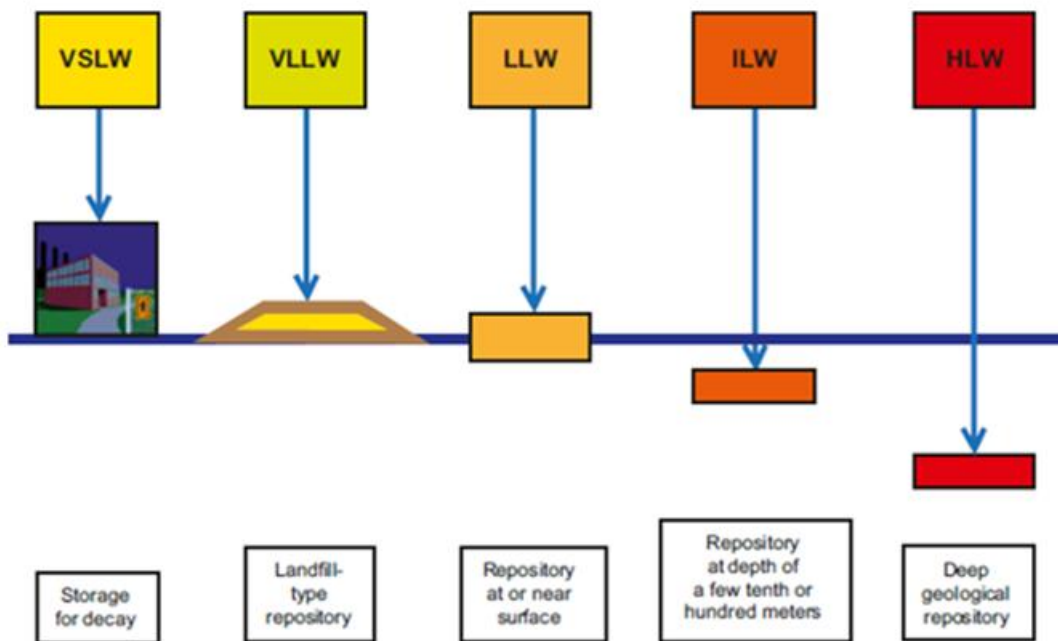 VSLW
VLLW
LLW
ILW
HLW
Storage
for decay
Landfill-
type
repository
Repository
at or near
surface
Repository
at depth of
a few tenth or
hundred meters
Deep
geological
repository